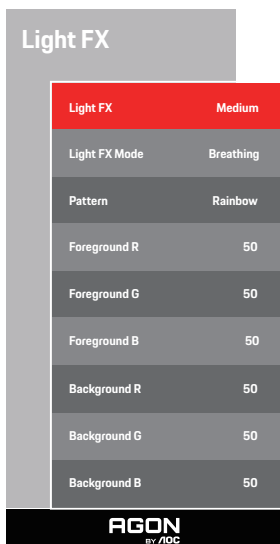 Light FX
Light FX Medium
Light FX Mode Breathing
Pattern Rainbow
Foreground R 50
Foreground G 50
Foreground B 50
Background R 50
Background G 50
Background B 50
AGON
BY AOC